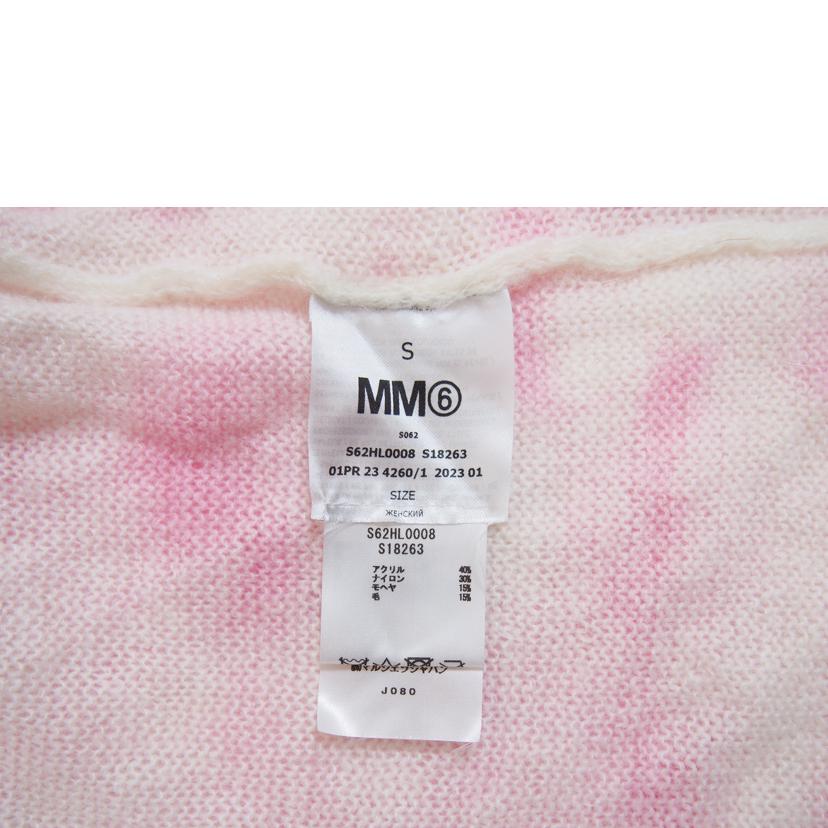 S
MM⑥
S062
S62HL0008 S18263
01PR 23 4260/1 2023 01
SIZE
ЖЕНСКИЙ
S62HL0008
S18263
アクリル 40%
ナイロン 30%
モヘヤ 15%
毛 15%
J080